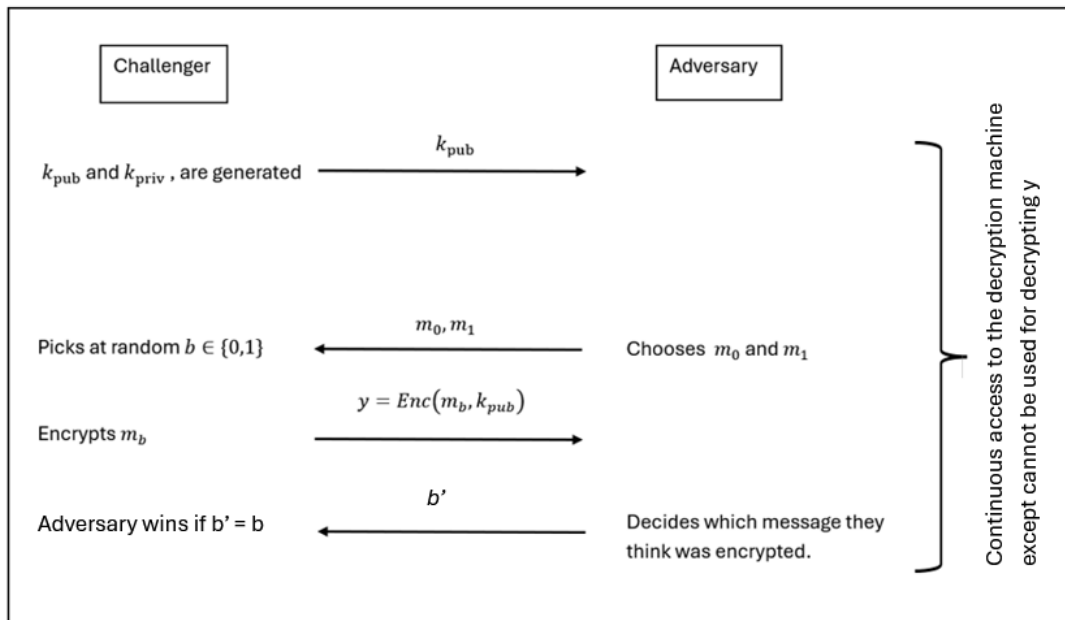 Challenger
Adversary
k_pub
k_pub and k_priv , are generated
m_0, m_1
Picks at random b ∈ {0,1}
Chooses m_0 and m_1
y = Enc(m_b, k_pub)
Encrypts m_b
b’
Adversary wins if b’ = b
Decides which message they
think was encrypted.
Continuous access to the decryption machine
except cannot be used for decrypting y